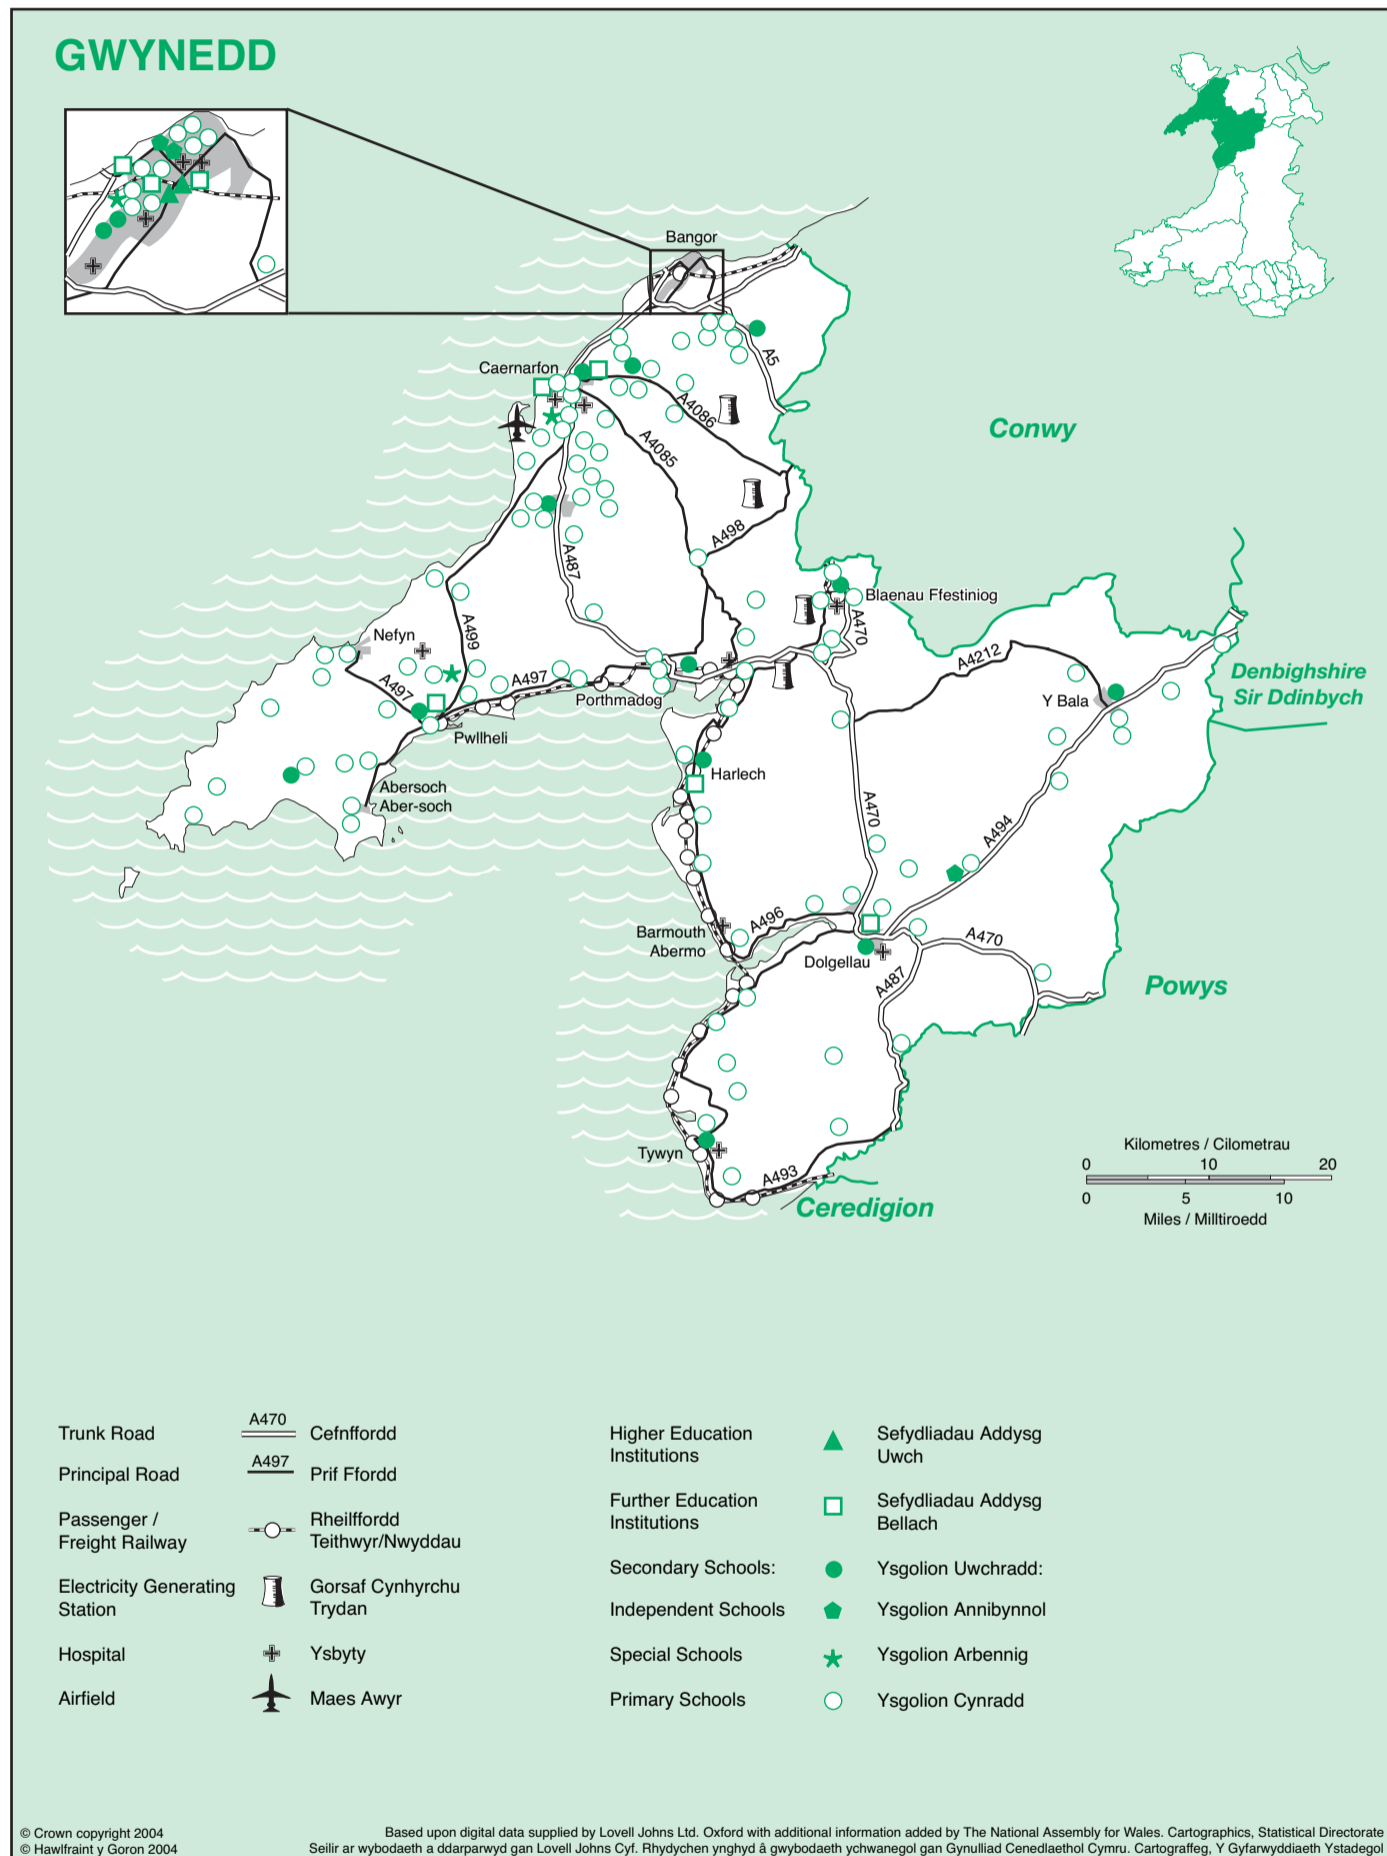 GWYNEDD
Bangor
Caernarfon
A5
A4086
A4085
A498
A487
Conwy
Blaenau Ffestiniog
A470
Nefyn
A499
A497
A497
Porthmadog
Pwllheli
A4212
Y Bala
Denbighshire
Sir Ddinbych
Harlech
Abersoch
Aber-soch
A470
A494
Barmouth
Abermo
A496
Dolgellau
A470
A487
Powys
Tywyn
A493
Ceredigion
Kilometres / Cilometrau
0 10 20
0 5 10
Miles / Milltiroedd
Trunk Road A470 Cefnffordd
Principal Road A497 Prif Ffordd
Passenger / Rheilffordd
Freight Railway Teithwyr/Nwyddau
Electricity Generating Gorsaf Cynhyrchu
Station Trydan
Hospital Ysbyty
Airfield Maes Awyr
Higher Education Sefydliadau Addysg
Institutions Uwch
Further Education Sefydliadau Addysg
Institutions Bellach
Secondary Schools: Ysgolion Uwchradd:
Independent Schools Ysgolion Annibynnol
Special Schools Ysgolion Arbennig
Primary Schools Ysgolion Cynradd
© Crown copyright 2004
© Hawlfraint y Goron 2004
Based upon digital data supplied by Lovell Johns Ltd. Oxford with additional information added by The National Assembly for Wales. Cartographics, Statistical Directorate
Seilir ar wybodaeth a ddarparwyd gan Lovell Johns Cyf. Rhydychen ynghyd â gwybodaeth ychwanegol gan Gynulliad Cenedlaethol Cymru. Cartograffeg, Y Gyfarwyddiaeth Ystadegol